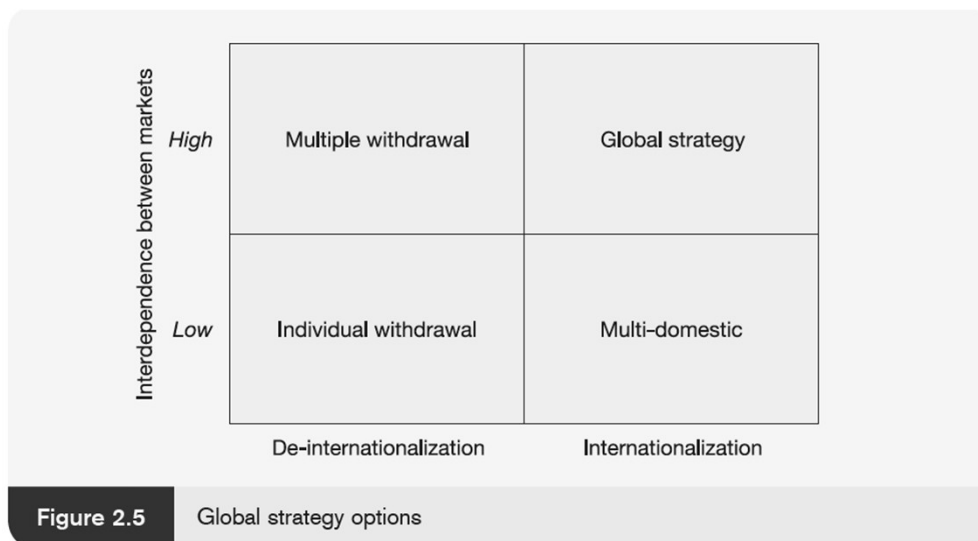 Interdependence between markets
High
Multiple withdrawal
Global strategy
Low
Individual withdrawal
Multi-domestic
De-internationalization
Internationalization
Figure 2.5
Global strategy options